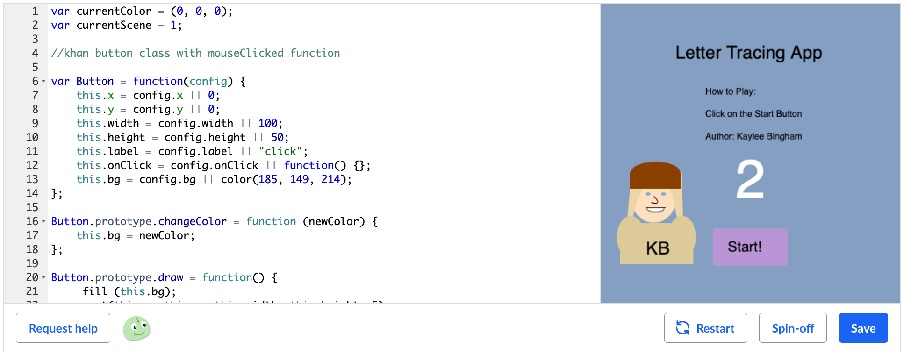 1 var currentColor = (0, 0, 0);
2 var currentScene = 1;
3
4 //khan button class with mouseClicked function
5
6 var Button = function(config) {
7 this.x = config.x || 0;
8 this.y = config.y || 0;
9 this.width = config.width || 100;
10 this.height = config.height || 50;
11 this.label = config.label || "click";
12 this.onClick = config.onClick || function() {};
13 this.bg = config.bg || color(185, 149, 214);
14 };
15
16 Button.prototype.changeColor = function (newColor) {
17 this.bg = newColor;
18 };
19
20 Button.prototype.draw = function() {
21 fill (this.bg);
Letter Tracing App
How to Play:
Click on the Start Button
Author: Kaylee Bingham
2
KB
Start!
Request help
Restart
Spin-off
Save